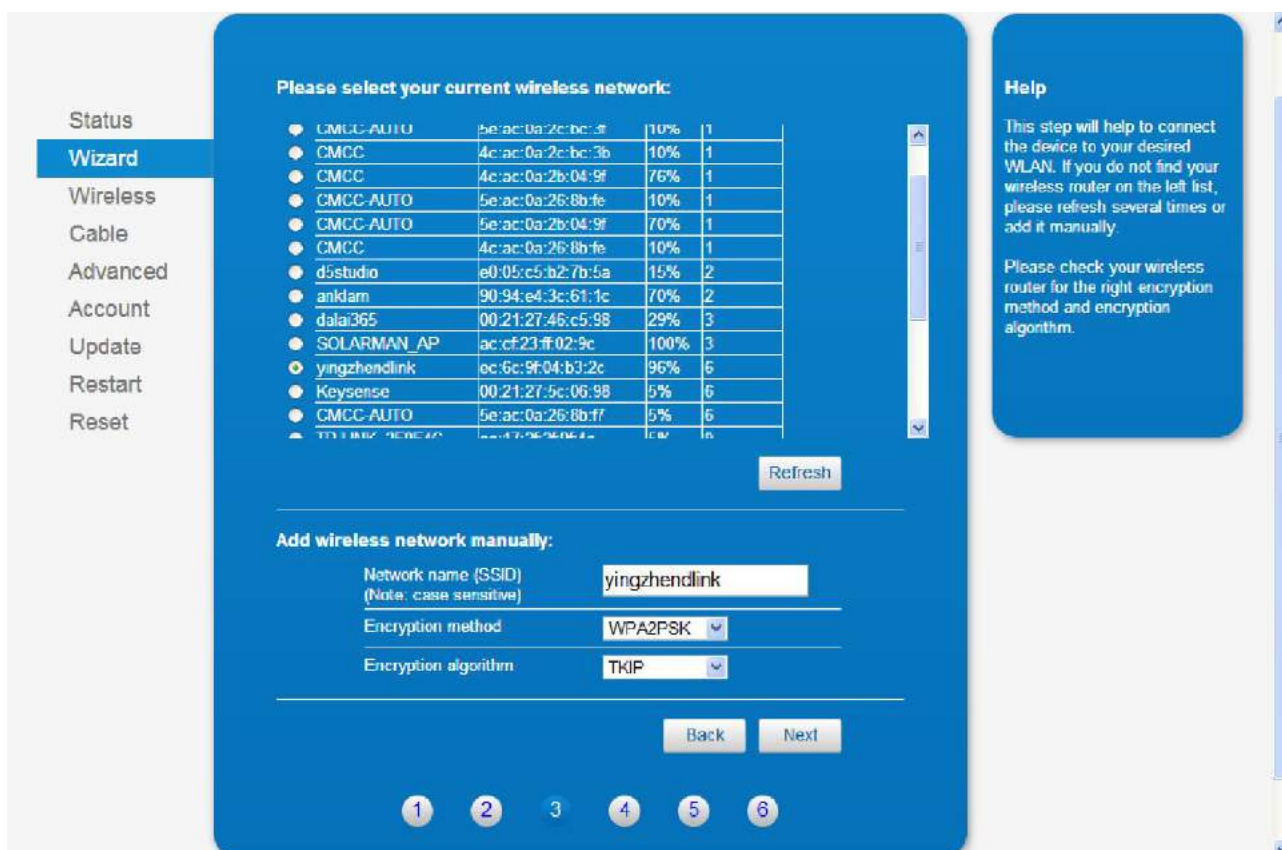 Please select your current wireless network:
Help
Status
Wizard
Wireless
Cable
Advanced
Account
Update
Restart
Reset
CMCC-AUTO 5e:ac:0a:2c:bc:3f 10% 1
CMCC 4c:ac:0a:2c:bc:3b 10% 1
CMCC 4c:ac:0a:2b:04:9f 76% 1
CMCC-AUTO 5e:ac:0a:26:8b:fe 10% 1
CMCC-AUTO 5e:ac:0a:2b:04:9f 70% 1
CMCC 4c:ac:0a:26:8b:fe 10% 1
d5studio e0:05:c5:b2:7b:5a 15% 2
anklam 90:94:e4:3c:61:1c 70% 2
dalai365 00:21:27:46:c5:98 29% 3
SOLARMAN_AP ac:cf:23:ff:02:9c 100% 3
yingzhendlink ec:6c:9f:04:b3:2c 96% 6
Keysense 00:21:27:5c:06:98 5% 6
CMCC-AUTO 5e:ac:0a:26:8b:f7 5% 6
This step will help to connect
the device to your desired
WLAN. If you do not find your
wireless router on the left list,
please refresh several times or
add it manually.
Please check your wireless
router for the right encryption
method and encryption
algorithm.
Refresh
Add wireless network manually:
Network name (SSID)
(Note: case sensitive)
yingzhendlink
Encryption method WPA2PSK
Encryption algorithm TKIP
Back Next
1 2 3 4 5 6